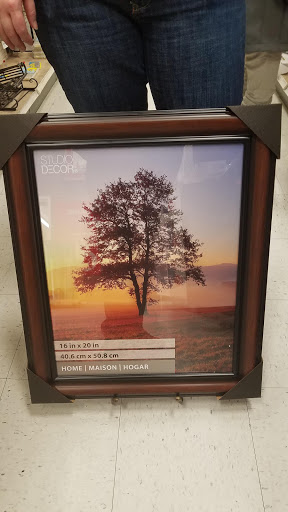 STUDIO
DECOR
16 in x 20 in
40.6 cm x 50.8 cm
HOME | MAISON | HOGAR